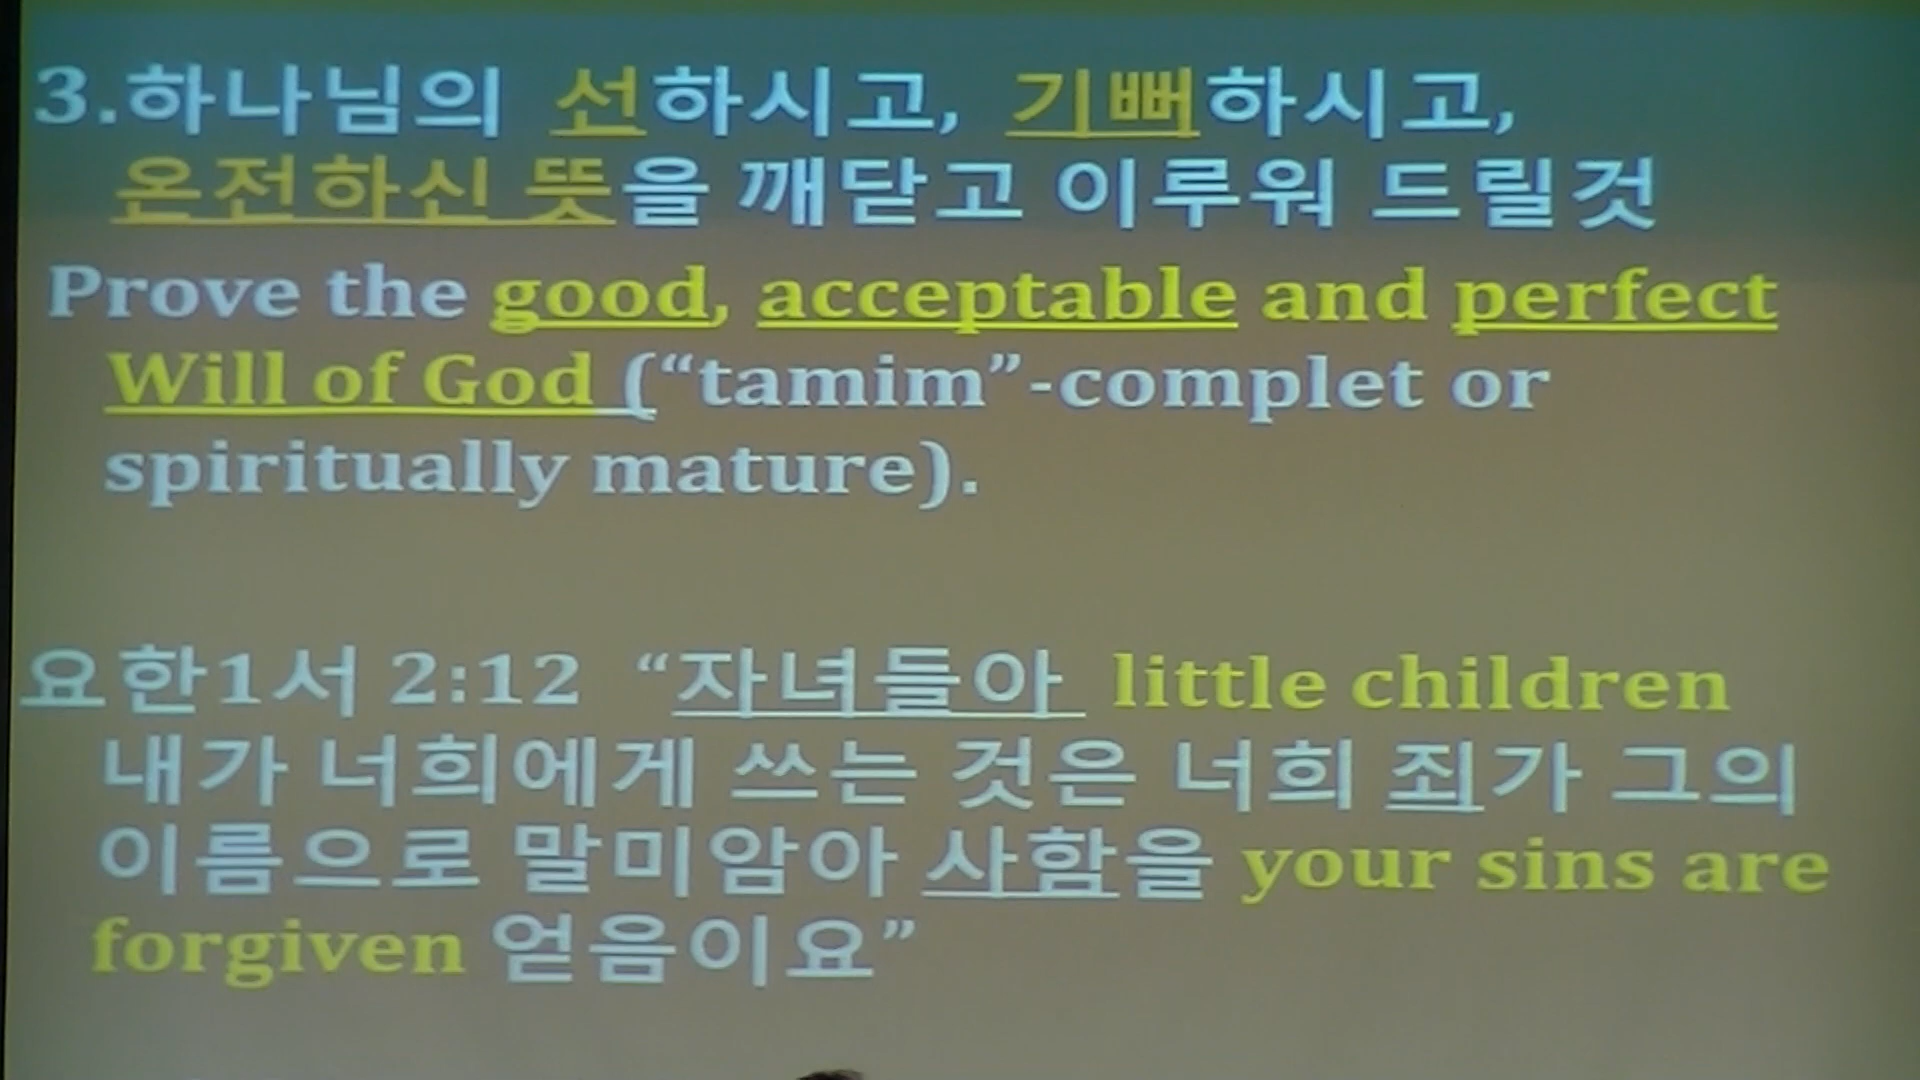 3.하나님의 선하시고, 기뻐하시고,
온전하신 뜻을 깨닫고 이루워 드릴것
Prove the good, acceptable and perfect
Will of God (“tamim”-complet or
spiritually mature).
요한1서 2:12 “자녀들아 little children
내가 너희에게 쓰는 것은 너희 죄가 그의
이름으로 말미암아 사함을 your sins are
forgiven 얻음이요”